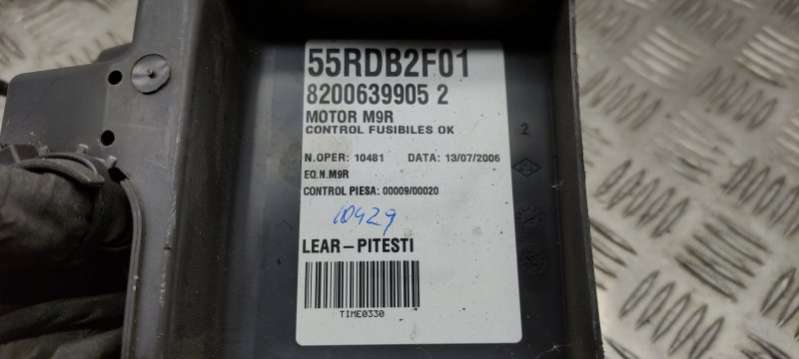 55RDB2F01
8200639905 2
MOTOR M9R
CONTROL FUSIBILES OK
N.OPER: 10481 DATA: 13/07/2006
EQ.N.M9R
CONTROL PIESA: 00009/00020
00429
LEAR-PITESTI
TIME0330
2